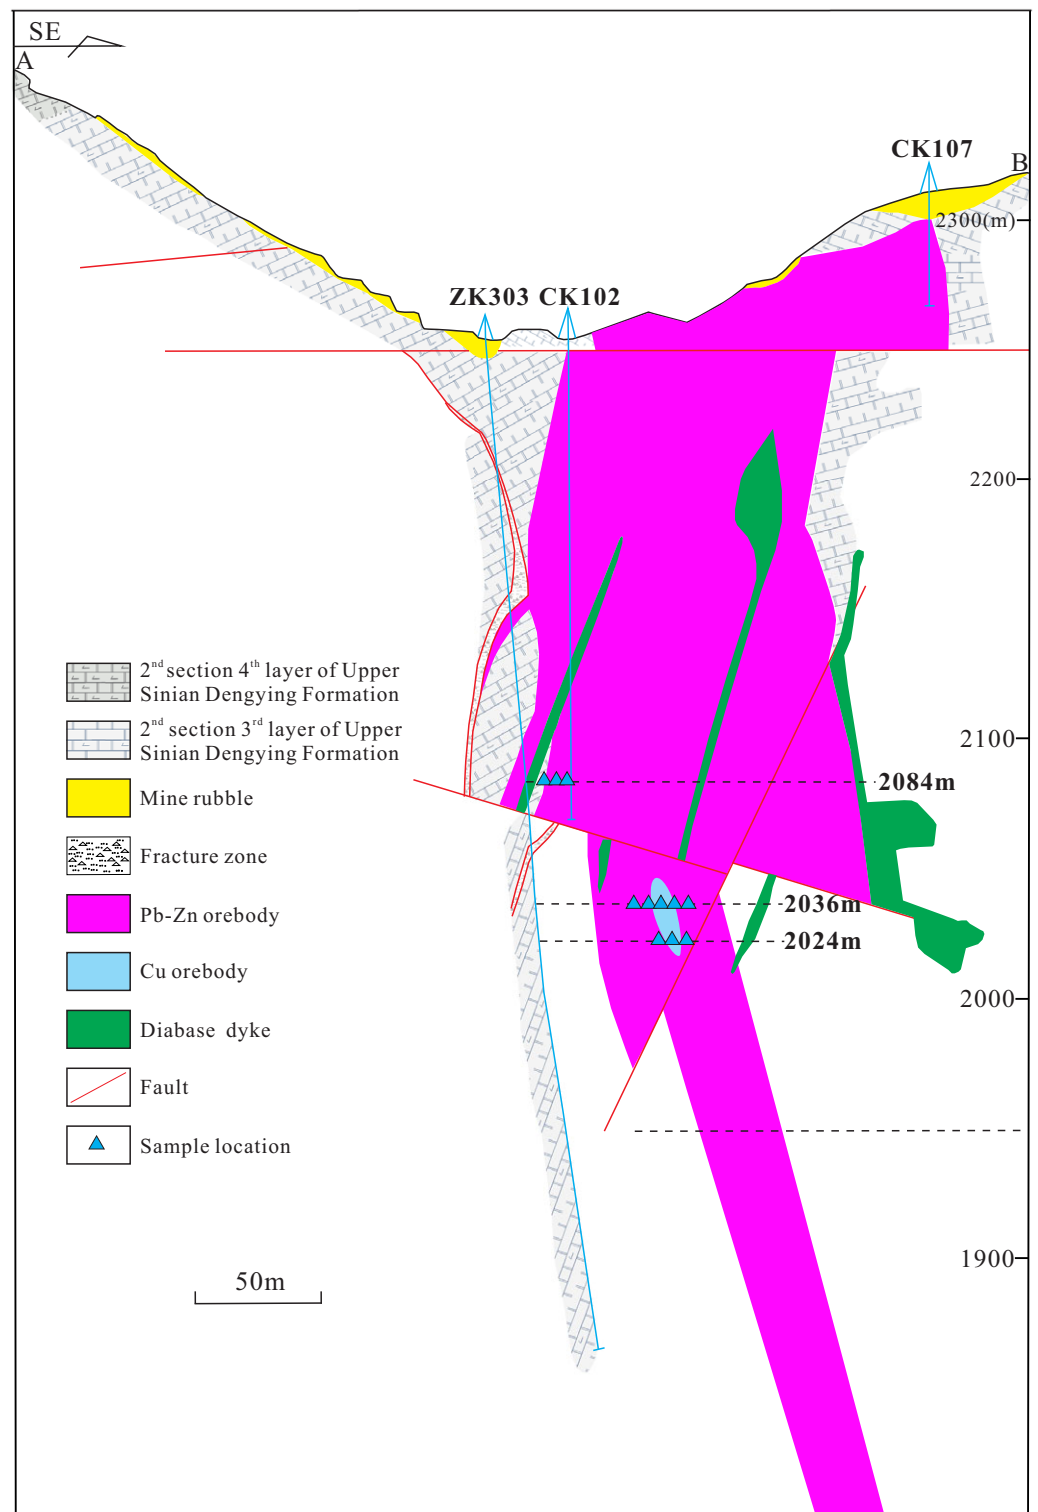 SE
A
CK107
B
2300(m)
ZK303 CK102
2200
2nd section 4th layer of Upper
Sinian Dengying Formation
2nd section 3rd layer of Upper
Sinian Dengying Formation
2100
2084m
Mine rubble
Fracture zone
Pb-Zn orebody
2036m
2024m
Cu orebody
2000
Diabase dyke
Fault
Sample location
1900
50m